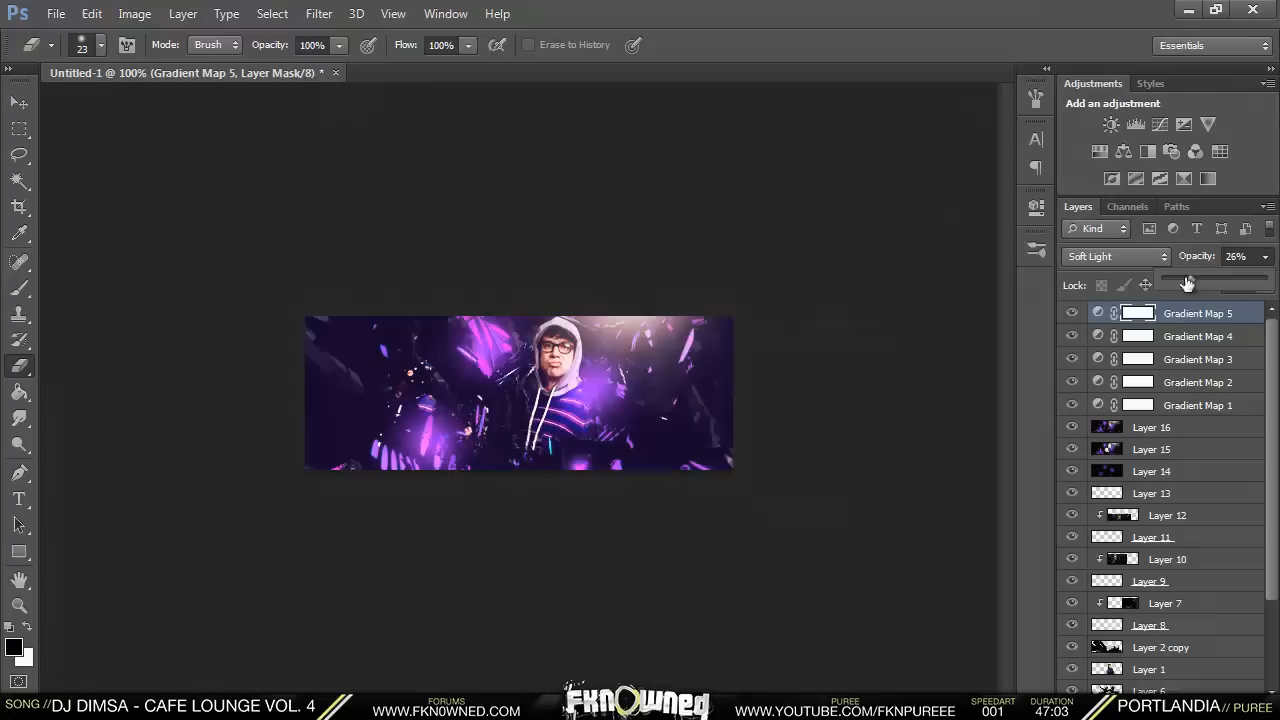 Ps File Edit Image Layer Type Select Filter 3D View Window Help
23 Mode: Brush Opacity: 100% Flow: 100% Erase to History Essentials
Untitled-1 @ 100% (Gradient Map 5, Layer Mask/8) * ×
Adjustments Styles
Add an adjustment
Layers Channels Paths
Kind
Soft Light Opacity: 26%
Lock:
Gradient Map 5
Gradient Map 4
Gradient Map 3
Gradient Map 2
Gradient Map 1
Layer 16
Layer 15
Layer 14
Layer 13
Layer 12
Layer 11
Layer 10
Layer 9
Layer 7
Layer 8
Layer 2 copy
Layer 1
Layer 6
SONG // DJ DIMSA - CAFE LOUNGE VOL. 4
FORUMS
WWW.FKN0WNED.COM
FKN0WNED
PUREE
WWW.YOUTUBE.COM/FKNPUREEE
SPEEDART
001
DURATION
47:03
PORTLANDIA // PUREE